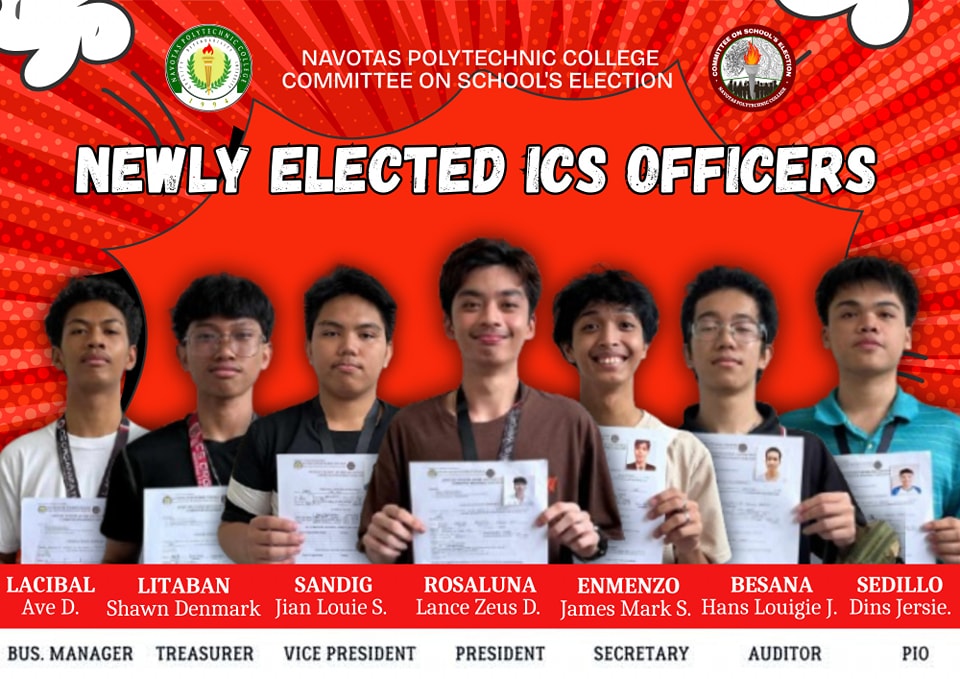 NAVOTAS POLYTECHNIC COLLEGE
COMMITTEE ON SCHOOL'S ELECTION
NAVOTAS POLYTECHNIC COLLEGE
1994
COMMITTEE ON SCHOOL'S ELECTION
NAVOTAS POLYTECHNIC COLLEGE
NEWLY ELECTED ICS OFFICERS
LACIBAL
Ave D.
LITABAN
Shawn Denmark
SANDIG
Jian Louie S.
ROSALUNA
Lance Zeus D.
ENMENZO
James Mark S.
BESANA
Hans Louigie J.
SEDILLO
Dins Jersie.
BUS. MANAGER
TREASURER
VICE PRESIDENT
PRESIDENT
SECRETARY
AUDITOR
PIO